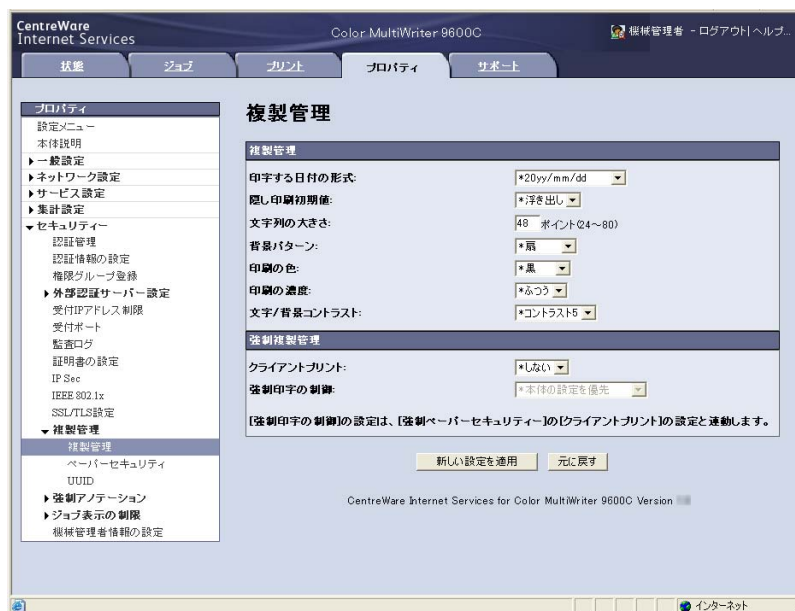 CentreWare
Internet Services
Color MultiWriter 9600C
機械管理者 - ログアウト| ヘルプ...
状態
ジョブ
プリント
プロパティ
サポート
プロパティ
設定メニュー
本体説明
一般設定
ネットワーク設定
サービス設定
集計設定
セキュリティー
認証管理
認証情報の設定
権限グループ登録
外部認証サーバー設定
受付IPアドレス制限
受付ポート
監査ログ
証明書の設定
IP Sec
IEEE 802.1x
SSL/TLS設定
複製管理
複製管理
ペーパーセキュリティ
UUID
強制アノテーション
ジョブ表示の制限
機械管理者情報の設定
複製管理
複製管理
印字する日付の形式: *20yy/mm/dd
隠し印刷初期値: *浮き出し
文字列の大きさ: 48 ポイント(24～80)
背景パターン: *扇
印刷の色: *黒
印刷の濃度: *ふつう
文字/背景コントラスト: *コントラスト5
強制複製管理
クライアントプリント: *しない
強制印字の制御: *本体の設定を優先
[強制印字の制御]の設定は、[強制ペーパーセキュリティー]の[クライアントプリント]の設定と連動します。
新しい設定を適用 元に戻す
CentreWare Internet Services for Color MultiWriter 9600C Version
インターネット